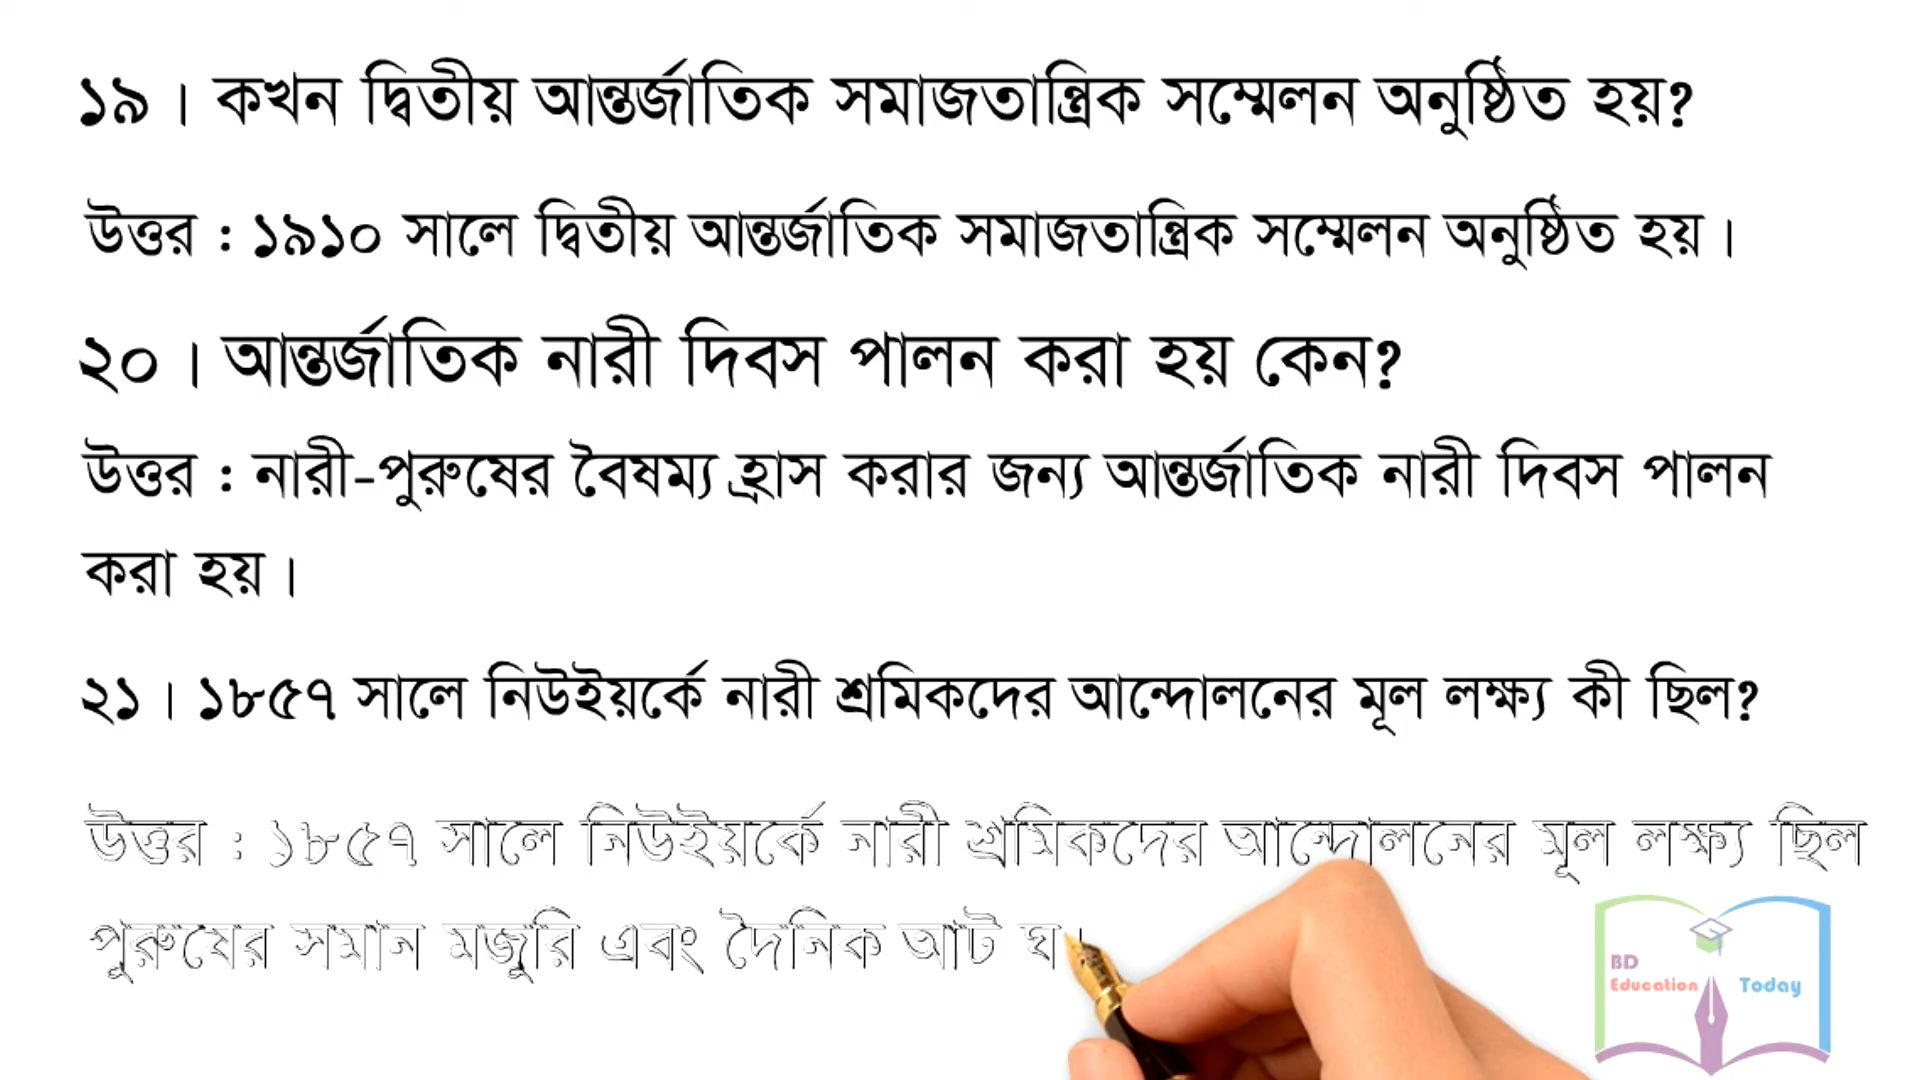 ১৯। কখন দ্বিতীয় আন্তর্জাতিক সমাজতান্ত্রিক সম্মেলন অনুষ্ঠিত হয়?
উত্তর : ১৯১০ সালে দ্বিতীয় আন্তর্জাতিক সমাজতান্ত্রিক সম্মেলন অনুষ্ঠিত হয়।
২০। আন্তর্জাতিক নারী দিবস পালন করা হয় কেন?
উত্তর : নারী-পুরুষের বৈষম্য হ্রাস করার জন্য আন্তর্জাতিক নারী দিবস পালন
করা হয়।
২১। ১৮৫৭ সালে নিউইয়র্কে নারী শ্রমিকদের আন্দোলনের মূল লক্ষ্য কী ছিল?
উত্তর : ১৮৫৭ সালে নিউইয়র্কে নারী শ্রমিকদের আন্দোলনের মূল লক্ষ্য ছিল
পুরুষের সমান মজুরি এবং দৈনিক আট
BD
Education Today